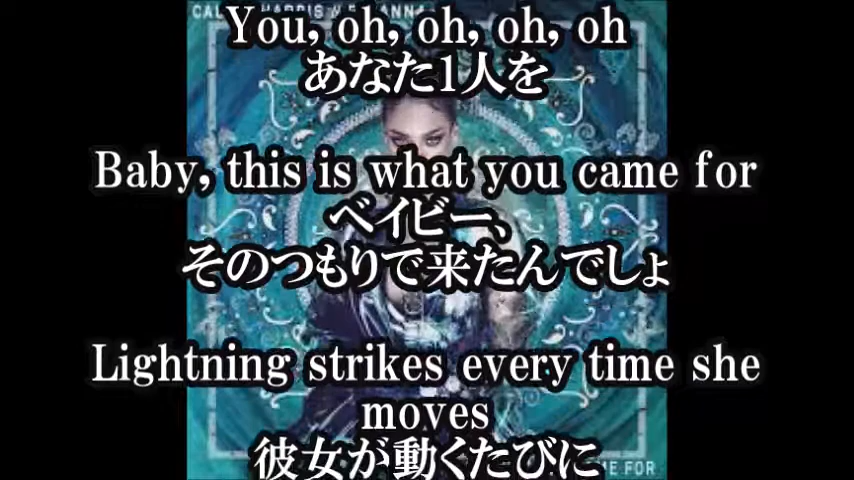 You, oh, oh, oh, oh
あなた1人を
Baby, this is what you came for
ベイビー、
そのつもりで来たんでしょ
Lightning strikes every time she
moves
彼女が動くたびに
FOR